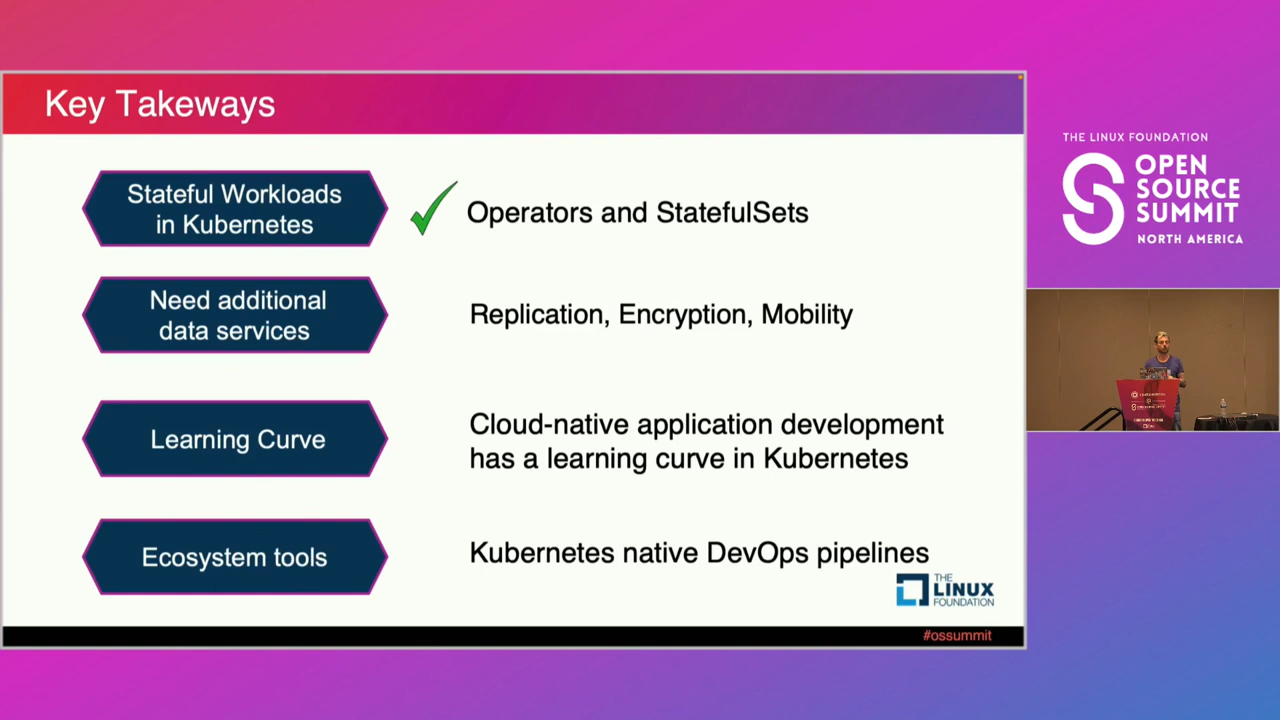 Key Takeways
Stateful Workloads
in Kubernetes
Operators and StatefulSets
Need additional
data services
Replication, Encryption, Mobility
Learning Curve
Cloud-native application development
has a learning curve in Kubernetes
Ecosystem tools
Kubernetes native DevOps pipelines
THE
LINUX
FOUNDATION
#ossummit
THE LINUX FOUNDATION
OPEN
SOURCE
SUMMIT
NORTH AMERICA